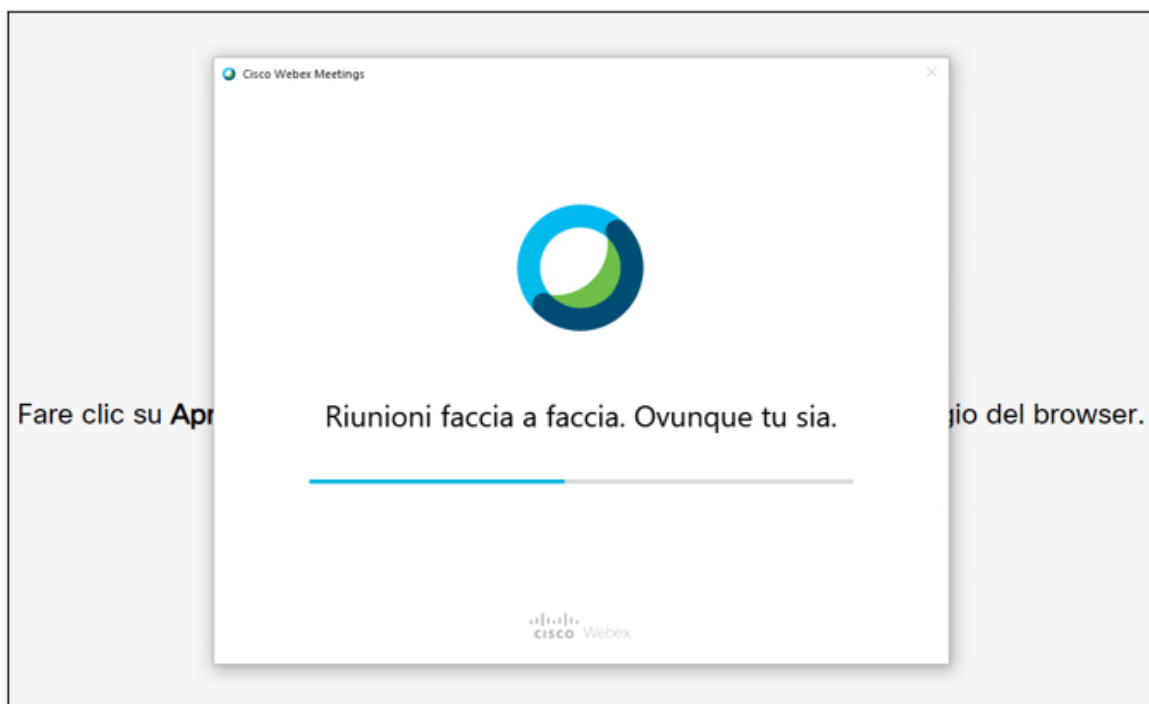 Cisco Webex Meetings
Fare clic su Apr
Riunioni faccia a faccia. Ovunque tu sia.
gio del browser.
cisco Webex